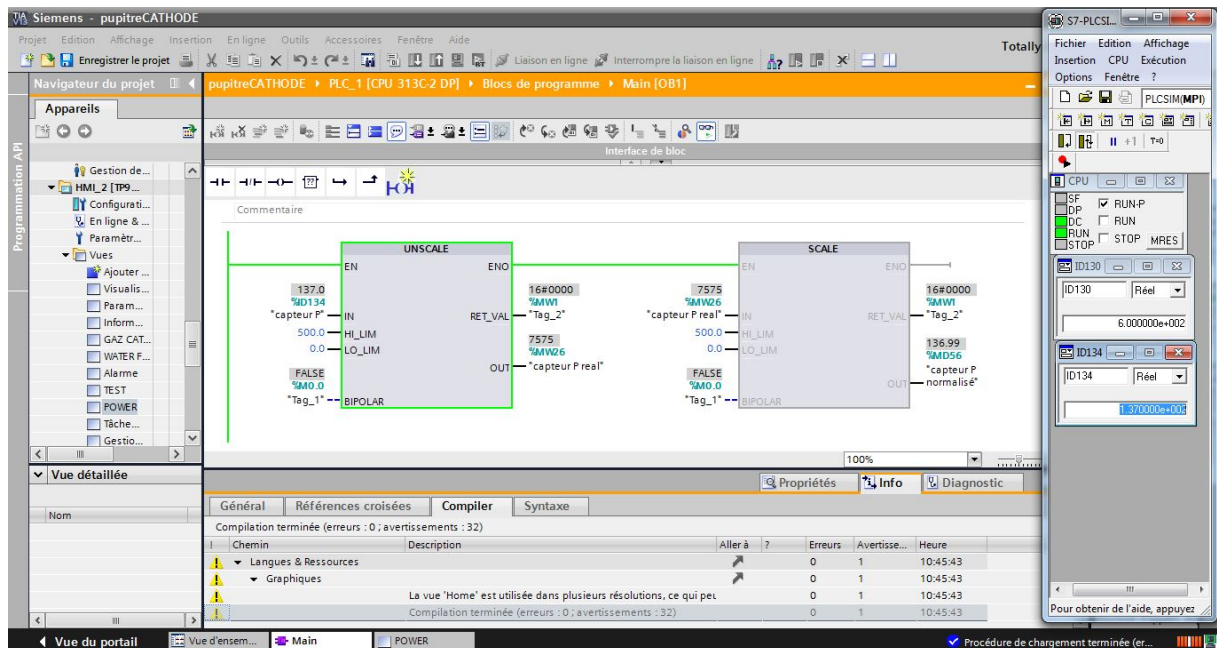 Siemens - pupitreCATHODE
Projet Edition Affichage Insertion En ligne Outils Accessoires Fenêtre Aide
Totally
Enregistrer le projet
Liaison en ligne
Interrompre la liaison en ligne
Navigateur du projet
pupitreCATHODE PLC_1 [CPU 313C-2 DP] Blocs de programme Main [OB1]
Appareils
Programmation API
Interface de bloc
Gestion de...
HMI_2 [TP9...
Configurati...
En ligne & ...
Paramètr...
Vues
Ajouter ...
Visualis...
Param...
Inform...
GAZ CAT...
WATER F...
Alarme
TEST
POWER
Tâche...
Gestio...
Commentaire
UNSCALE
EN ENO
137.0
%ID134
"capteur P" IN
500.0 HI_LIM
0.0 LO_LIM
FALSE
%M0.0
"Tag_1" BIPOLAR
16#0000
%MW1
RET_VAL "Tag_2"
7575
%MW26
OUT "capteur P real"
SCALE
EN ENO
7575
%MW26
"capteur P real" IN
500.0 HI_LIM
0.0 LO_LIM
FALSE
%M0.0
"Tag_1" BIPOLAR
16#0000
%MW1
RET_VAL "Tag_2"
136.99
%MD56
"capteur P
OUT normalisé"
100%
Vue détaillée
Nom
Propriétés Info Diagnostic
Général Références croisées Compiler Syntaxe
Compilation terminée (erreurs : 0 ; avertissements : 32)
! Chemin Description Aller à ? Erreurs Avertisse... Heure
Langues & Ressources 0 1 10:45:43
Graphiques 0 1 10:45:43
La vue 'Home' est utilisée dans plusieurs résolutions, ce qui peu 0 1 10:45:43
Compilation terminée (erreurs : 0 ; avertissements : 32) 0 1 10:45:43
Vue du portail Vue d'ensem... Main POWER
Procédure de chargement terminée (er...
S7-PLCSI...
Fichier Edition Affichage
Insertion CPU Exécution
Options Fenêtre ?
PLCSIM(MPI)
+1 T=0
CPU
SF
DP
DC
RUN
STOP
RUN-P
RUN
STOP MRES
ID130
ID130 Réel
6.000000e+002
ID134
ID134 Réel
1.370000e+002
Pour obtenir de l'aide, appuyez